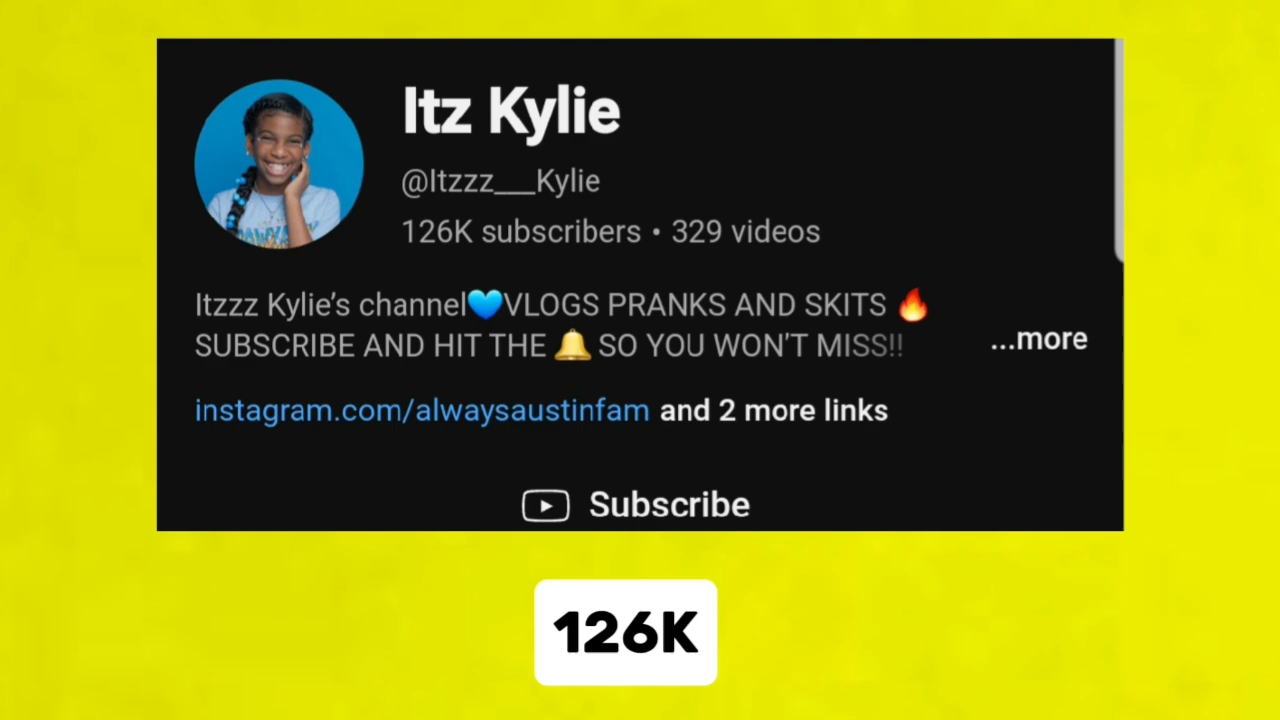 Itz Kylie
@Itzzz___Kylie
126K subscribers • 329 videos
Itzzz Kylie’s channel💙VLOGS PRANKS AND SKITS 🔥
SUBSCRIBE AND HIT THE 🔔 SO YOU WON’T MISS!!
...more
instagram.com/alwaysaustinfam and 2 more links
Subscribe
126K